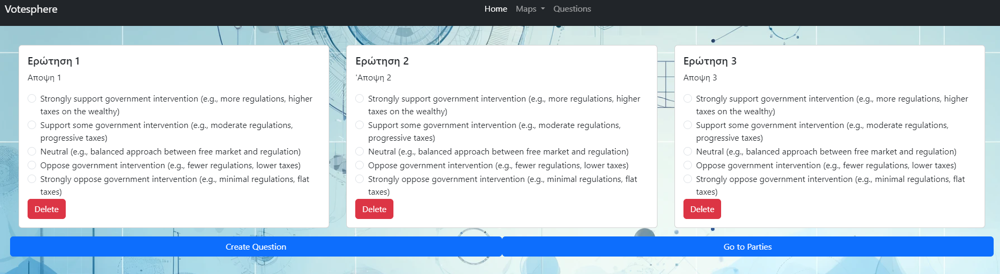 Votesphere
Home Maps Questions
Ερώτηση 1
Αποψη 1
Strongly support government intervention (e.g., more regulations, higher
taxes on the wealthy)
Support some government intervention (e.g., moderate regulations,
progressive taxes)
Neutral (e.g., balanced approach between free market and regulation)
Oppose government intervention (e.g., fewer regulations, lower taxes)
Strongly oppose government intervention (e.g., minimal regulations, flat
taxes)
Delete
Ερώτηση 2
'Αποψη 2
Strongly support government intervention (e.g., more regulations, higher
taxes on the wealthy)
Support some government intervention (e.g., moderate regulations,
progressive taxes)
Neutral (e.g., balanced approach between free market and regulation)
Oppose government intervention (e.g., fewer regulations, lower taxes)
Strongly oppose government intervention (e.g., minimal regulations, flat
taxes)
Delete
Ερώτηση 3
Αποψη 3
Strongly support government intervention (e.g., more regulations, higher
taxes on the wealthy)
Support some government intervention (e.g., moderate regulations,
progressive taxes)
Neutral (e.g., balanced approach between free market and regulation)
Oppose government intervention (e.g., fewer regulations, lower taxes)
Strongly oppose government intervention (e.g., minimal regulations, flat
taxes)
Delete
Create Question
Go to Parties